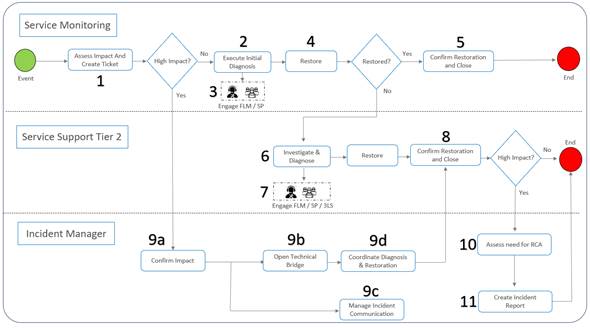 Service Monitoring
Event
Assess Impact And
Create Ticket
1
High Impact?
No
Yes
2
Execute Initial
Diagnosis
3
Engage FLM / SP
4
Restore
Restored?
Yes
No
5
Confirm Restoration
and Close
End
Service Support Tier 2
6
Investigate &
Diagnose
7
Engage FLM / SP / SLS
Restore
8
Confirm Restoration
and Close
High Impact?
No
Yes
End
Incident Manager
9a
Confirm Impact
9b
Open Technical
Bridge
9d
Coordinate Diagnosis
& Restoration
9c
Manage Incident
Communication
10
Assess need for RCA
11
Create Incident
Report